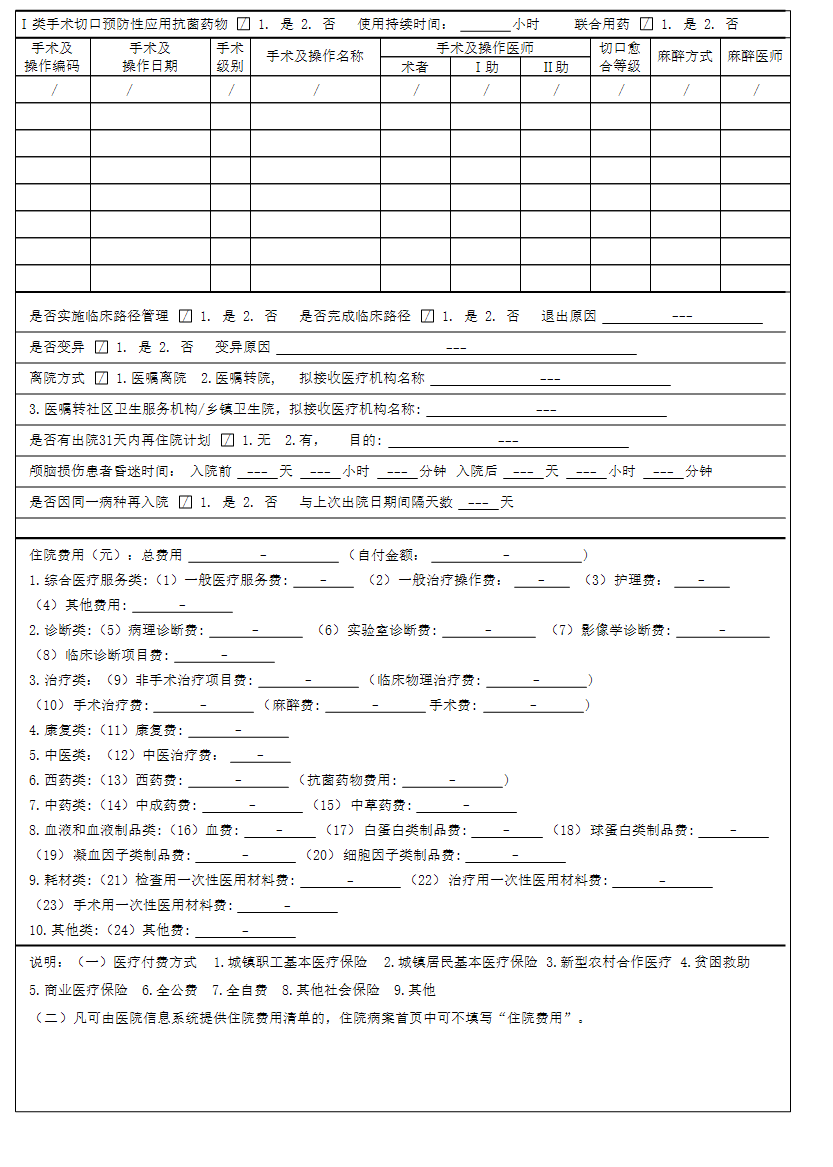 I类手术切口预防性应用抗菌药物 / 1. 是 2. 否 使用持续时间: ______小时 联合用药 / 1. 是 2. 否
手术及操作编码 手术及操作日期 手术级别 手术及操作名称 手术及操作医师 切口愈合等级 麻醉方式 麻醉医师
术者 I助 II助
/ / / / / / / / / /
是否实施临床路径管理 / 1. 是 2. 否 是否完成临床路径 / 1. 是 2. 否 退出原因 ---
是否变异 / 1. 是 2. 否 变异原因 ---
离院方式 / 1.医嘱离院 2.医嘱转院, 拟接收医疗机构名称 ---
3.医嘱转社区卫生服务机构/乡镇卫生院,拟接收医疗机构名称: ---
是否有出院31天内再住院计划 / 1.无 2.有, 目的: ---
颅脑损伤患者昏迷时间: 入院前 --- 天 --- 小时 --- 分钟 入院后 --- 天 --- 小时 --- 分钟
是否因同一病种再入院 / 1. 是 2. 否 与上次出院日期间隔天数 --- 天
住院费用(元): 总费用 - (自付金额: - )
1.综合医疗服务类:(1)一般医疗服务费: - (2)一般治疗操作费: - (3)护理费: -
(4)其他费用: -
2.诊断类:(5)病理诊断费: - (6)实验室诊断费: - (7)影像学诊断费: -
(8)临床诊断项目费: -
3.治疗类:(9)非手术治疗项目费: - (临床物理治疗费: - )
(10)手术治疗费: - (麻醉费: - 手术费: - )
4.康复类:(11)康复费: -
5.中医类:(12)中医治疗费: -
6.西药类:(13)西药费: - (抗菌药物费用: - )
7.中药类:(14)中成药费: - (15)中草药费: -
8.血液和血液制品类:(16)血费: - (17)白蛋白类制品费: - (18)球蛋白类制品费: -
(19)凝血因子类制品费: - (20)细胞因子类制品费: -
9.耗材类:(21)检查用一次性医用材料费: - (22)治疗用一次性医用材料费: -
(23)手术用一次性医用材料费: -
10.其他类:(24)其他费: -
说明:(一)医疗付费方式 1.城镇职工基本医疗保险 2.城镇居民基本医疗保险 3.新型农村合作医疗 4.贫困救助
5.商业医疗保险 6.全公费 7.全自费 8.其他社会保险 9.其他
(二)凡可由医院信息系统提供住院费用清单的,住院病案首页中可不填写“住院费用”。